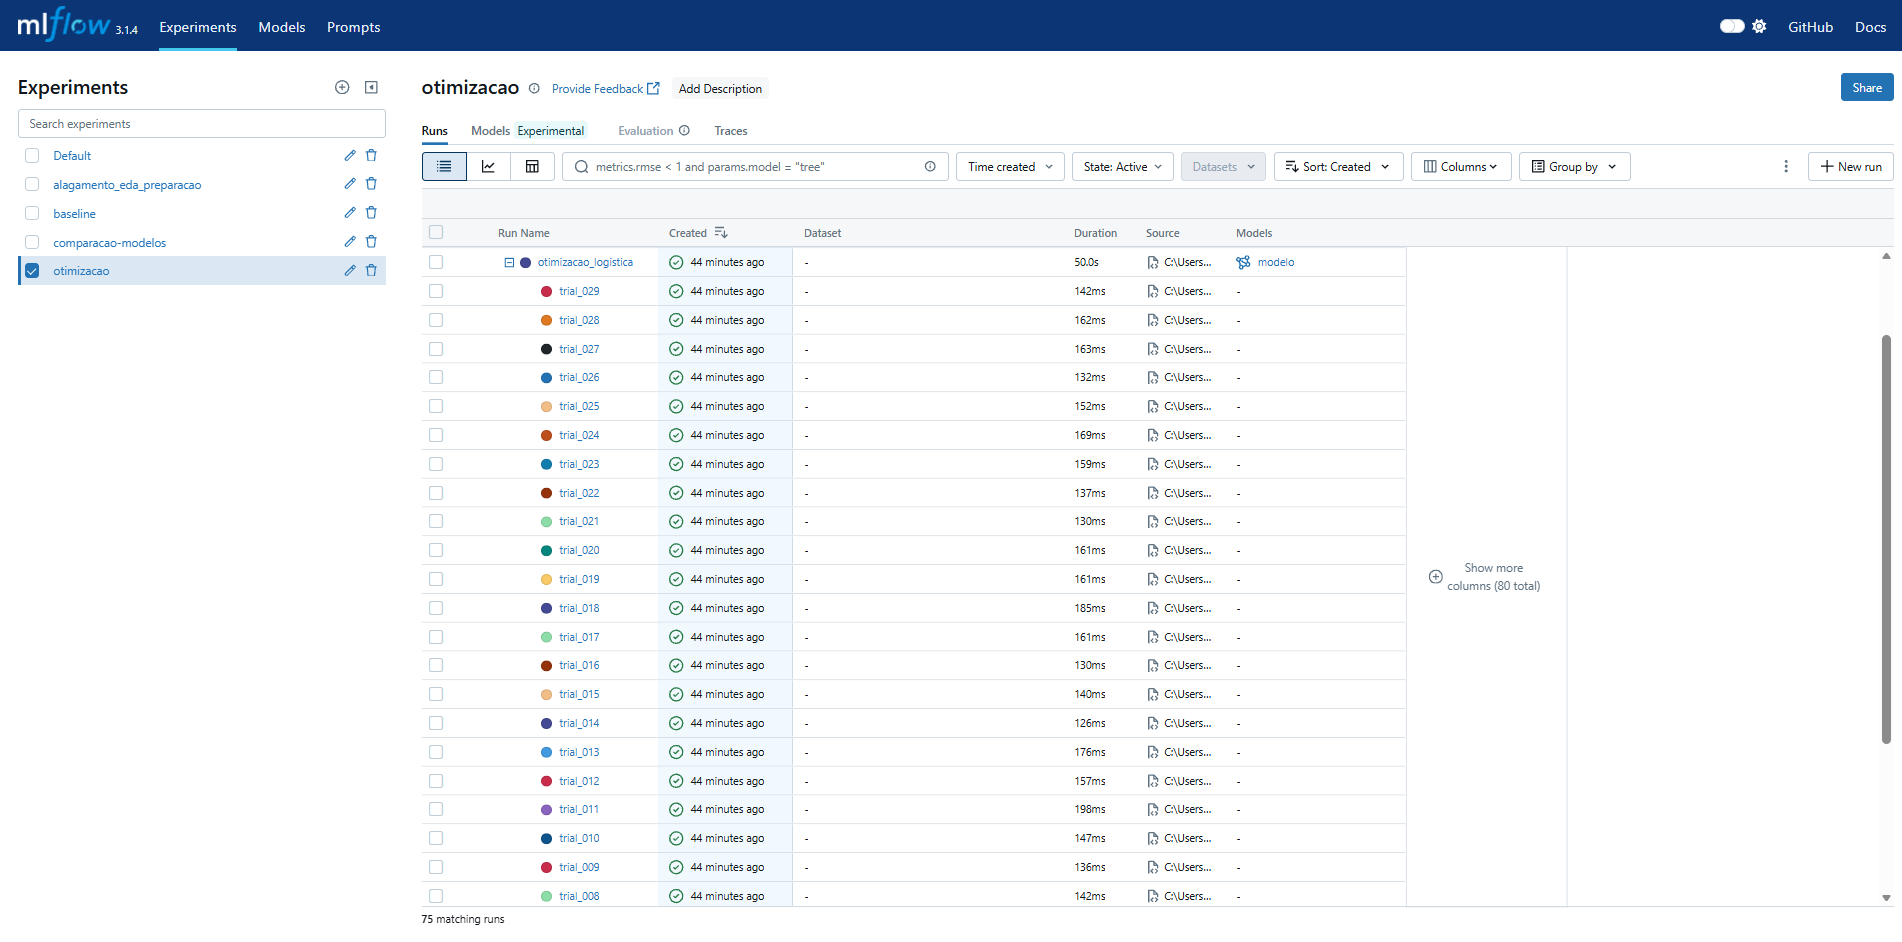 mlflow 3.1.4 Experiments Models Prompts GitHub Docs
Experiments
Search experiments
Default
alagamento_eda_preparacao
baseline
comparacao-modelos
otimizacao
otimizacao Provide Feedback Add Description Share
Runs Models Experimental Evaluation Traces
metrics.rmse < 1 and params.model = "tree" Time created State: Active Datasets Sort: Created Columns Group by New run
Run Name Created Dataset Duration Source Models
otimizacao_logistica 44 minutes ago - 50.0s C:\Users... modelo
trial_029 44 minutes ago - 142ms C:\Users... -
trial_028 44 minutes ago - 162ms C:\Users... -
trial_027 44 minutes ago - 163ms C:\Users... -
trial_026 44 minutes ago - 132ms C:\Users... -
trial_025 44 minutes ago - 152ms C:\Users... -
trial_024 44 minutes ago - 169ms C:\Users... -
trial_023 44 minutes ago - 159ms C:\Users... -
trial_022 44 minutes ago - 137ms C:\Users... -
trial_021 44 minutes ago - 130ms C:\Users... -
trial_020 44 minutes ago - 161ms C:\Users... -
trial_019 44 minutes ago - 161ms C:\Users... -
trial_018 44 minutes ago - 185ms C:\Users... -
trial_017 44 minutes ago - 161ms C:\Users... -
trial_016 44 minutes ago - 130ms C:\Users... -
trial_015 44 minutes ago - 140ms C:\Users... -
trial_014 44 minutes ago - 126ms C:\Users... -
trial_013 44 minutes ago - 176ms C:\Users... -
trial_012 44 minutes ago - 157ms C:\Users... -
trial_011 44 minutes ago - 198ms C:\Users... -
trial_010 44 minutes ago - 147ms C:\Users... -
trial_009 44 minutes ago - 136ms C:\Users... -
trial_008 44 minutes ago - 142ms C:\Users... -
Show more
columns (80 total)
75 matching runs